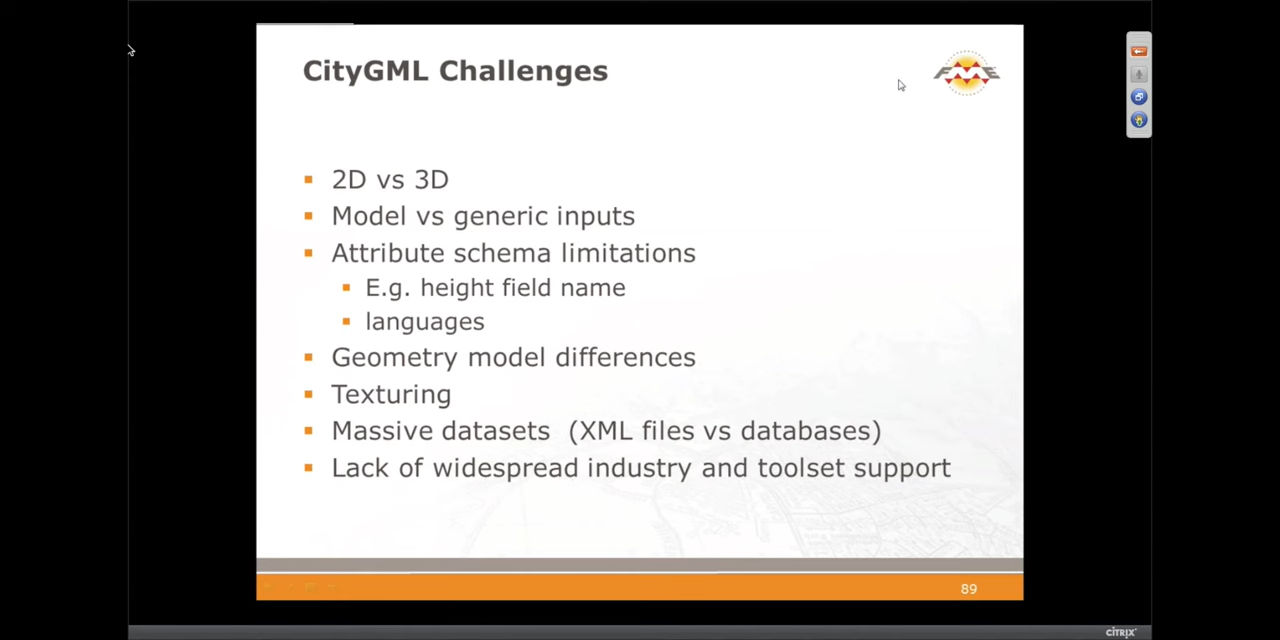 CityGML Challenges
FME
2D vs 3D
Model vs generic inputs
Attribute schema limitations
E.g. height field name
languages
Geometry model differences
Texturing
Massive datasets (XML files vs databases)
Lack of widespread industry and toolset support
89
CITRIX